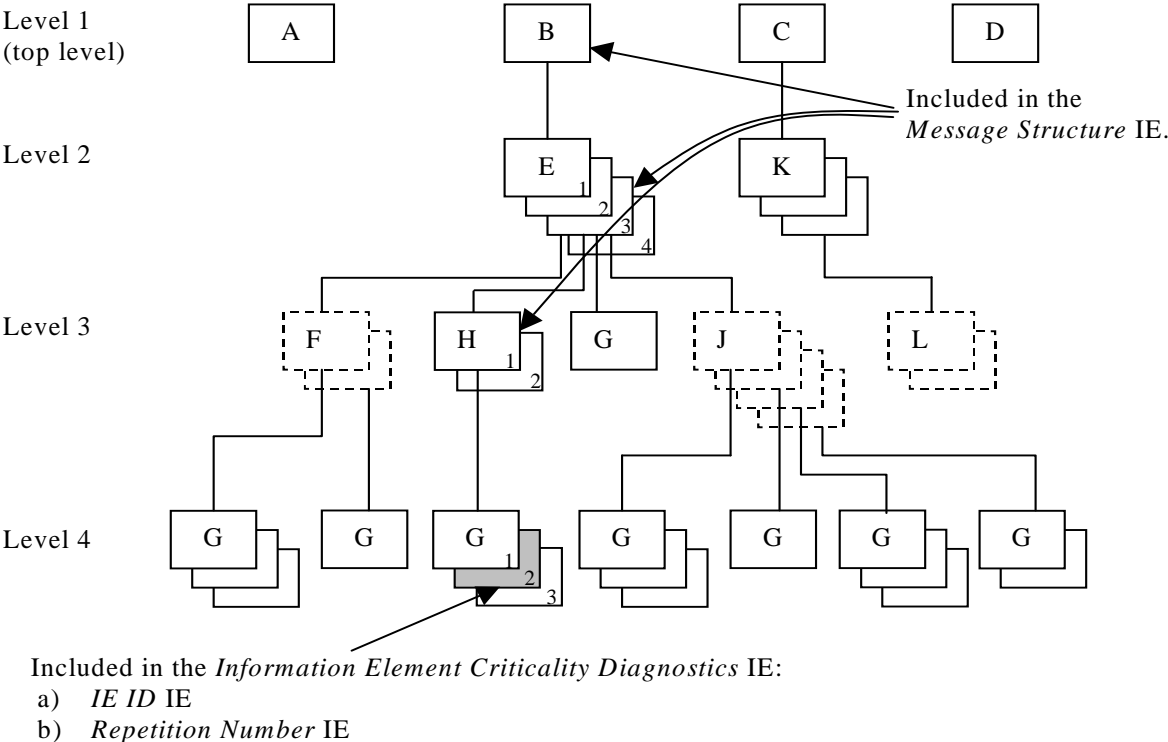 Level 1
(top level)
A
B
C
D
Included in the
Message Structure IE.
Level 2
E
1
2
3
4
K
Level 3
F
H
1
2
G
J
L
Level 4
G
G
G
1
2
3
G
G
G
G
Included in the Information Element Criticality Diagnostics IE:
a) IE ID IE
b) Repetition Number IE